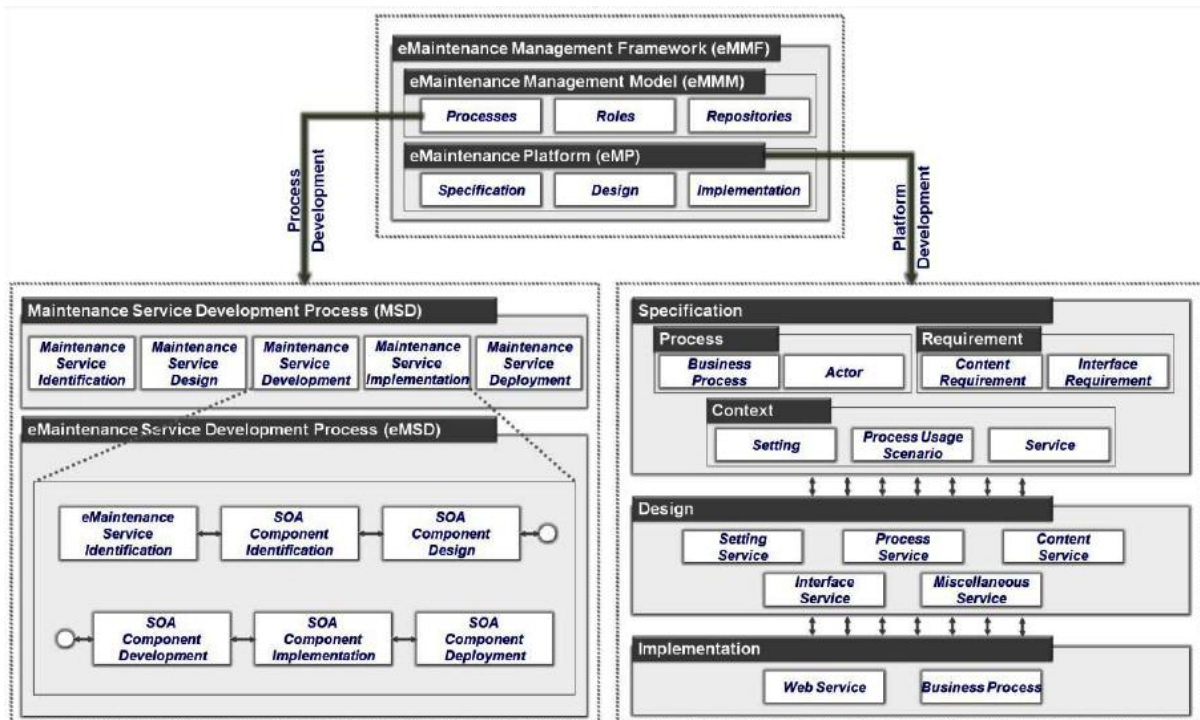 eMaintenance Management Framework (eMMF)
eMaintenance Management Model (eMMM)
Processes
Roles
Repositories
eMaintenance Platform (eMP)
Specification
Design
Implementation
Process
Development
Platform
Development
Maintenance Service Development Process (MSD)
Maintenance
Service
Identification
Maintenance
Service
Design
Maintenance
Service
Development
Maintenance
Service
Implementation
Maintenance
Service
Deployment
eMaintenance Service Development Process (eMSD)
eMaintenance
Service
Identification
SOA
Component
Identification
SOA
Component
Design
SOA
Component
Development
SOA
Component
Implementation
SOA
Component
Deployment
Specification
Process
Business
Process
Actor
Requirement
Content
Requirement
Interface
Requirement
Context
Setting
Process Usage
Scenario
Service
Design
Setting
Service
Process
Service
Content
Service
Interface
Service
Miscellaneous
Service
Implementation
Web Service
Business Process